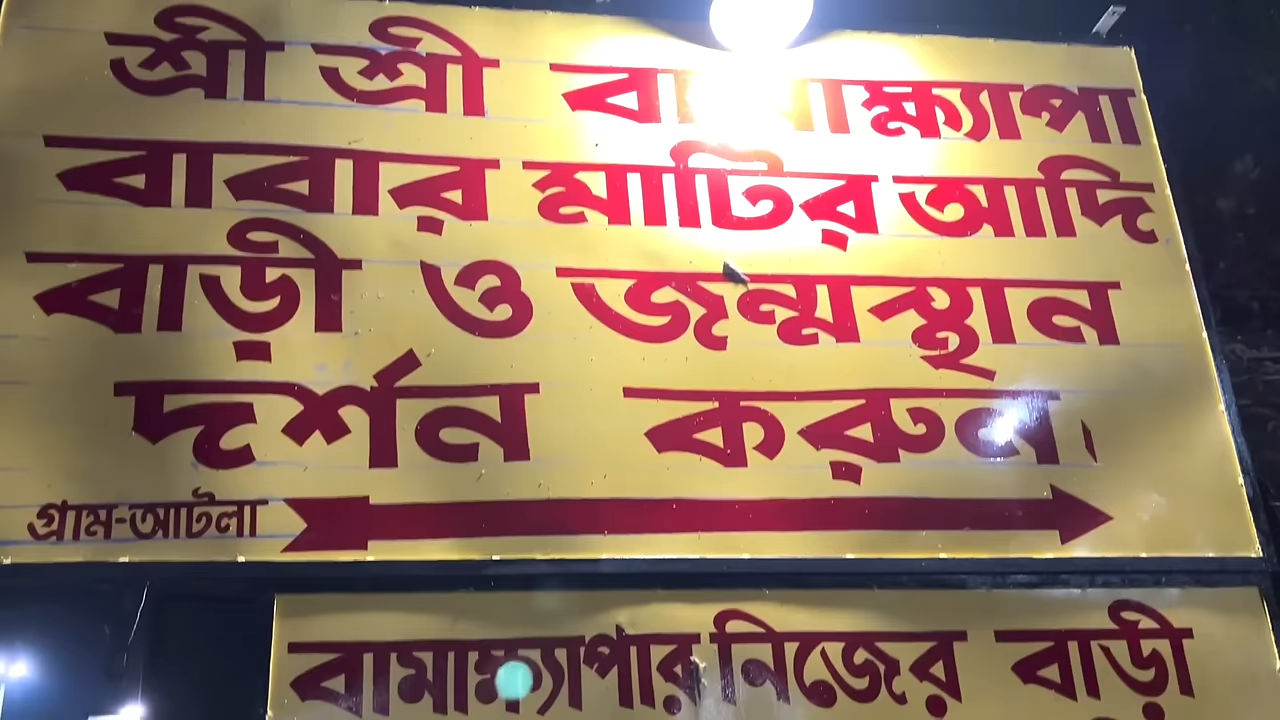 শ্রী শ্রী বামাক্ষ্যাপা
বাবার মাটির আদি
বাড়ী ও জন্মস্থান
দর্শন করুন।
গ্রাম-আটলা
বামাক্ষ্যাপার নিজের বাড়ী